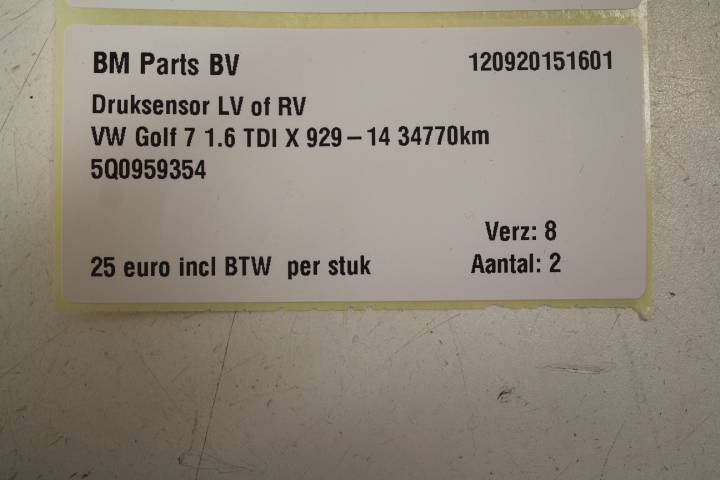 BM Parts BV 120920151601
Druksensor LV of RV
VW Golf 7 1.6 TDI X 929-14 34770km
5Q0959354
Verz: 8
25 euro incl BTW per stuk Aantal: 2